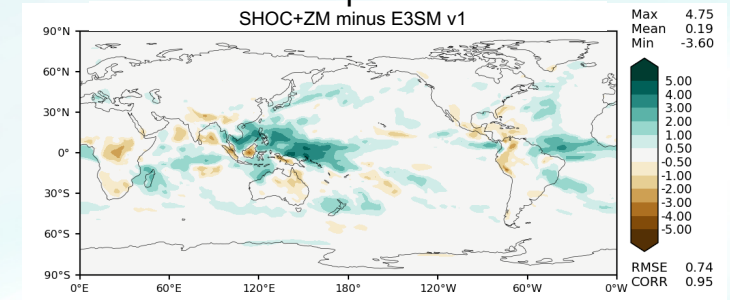 SHOC+ZM minus E3SM v1
Max 4.75
Mean 0.19
Min -3.60
90°N
60°N
30°N
0°
30°S
60°S
90°S
0°E 60°E 120°E 180° 120°W 60°W 0°W
5.00
4.00
3.00
2.00
1.00
0.50
-0.50
-1.00
-2.00
-3.00
-4.00
-5.00
RMSE 0.74
CORR 0.95